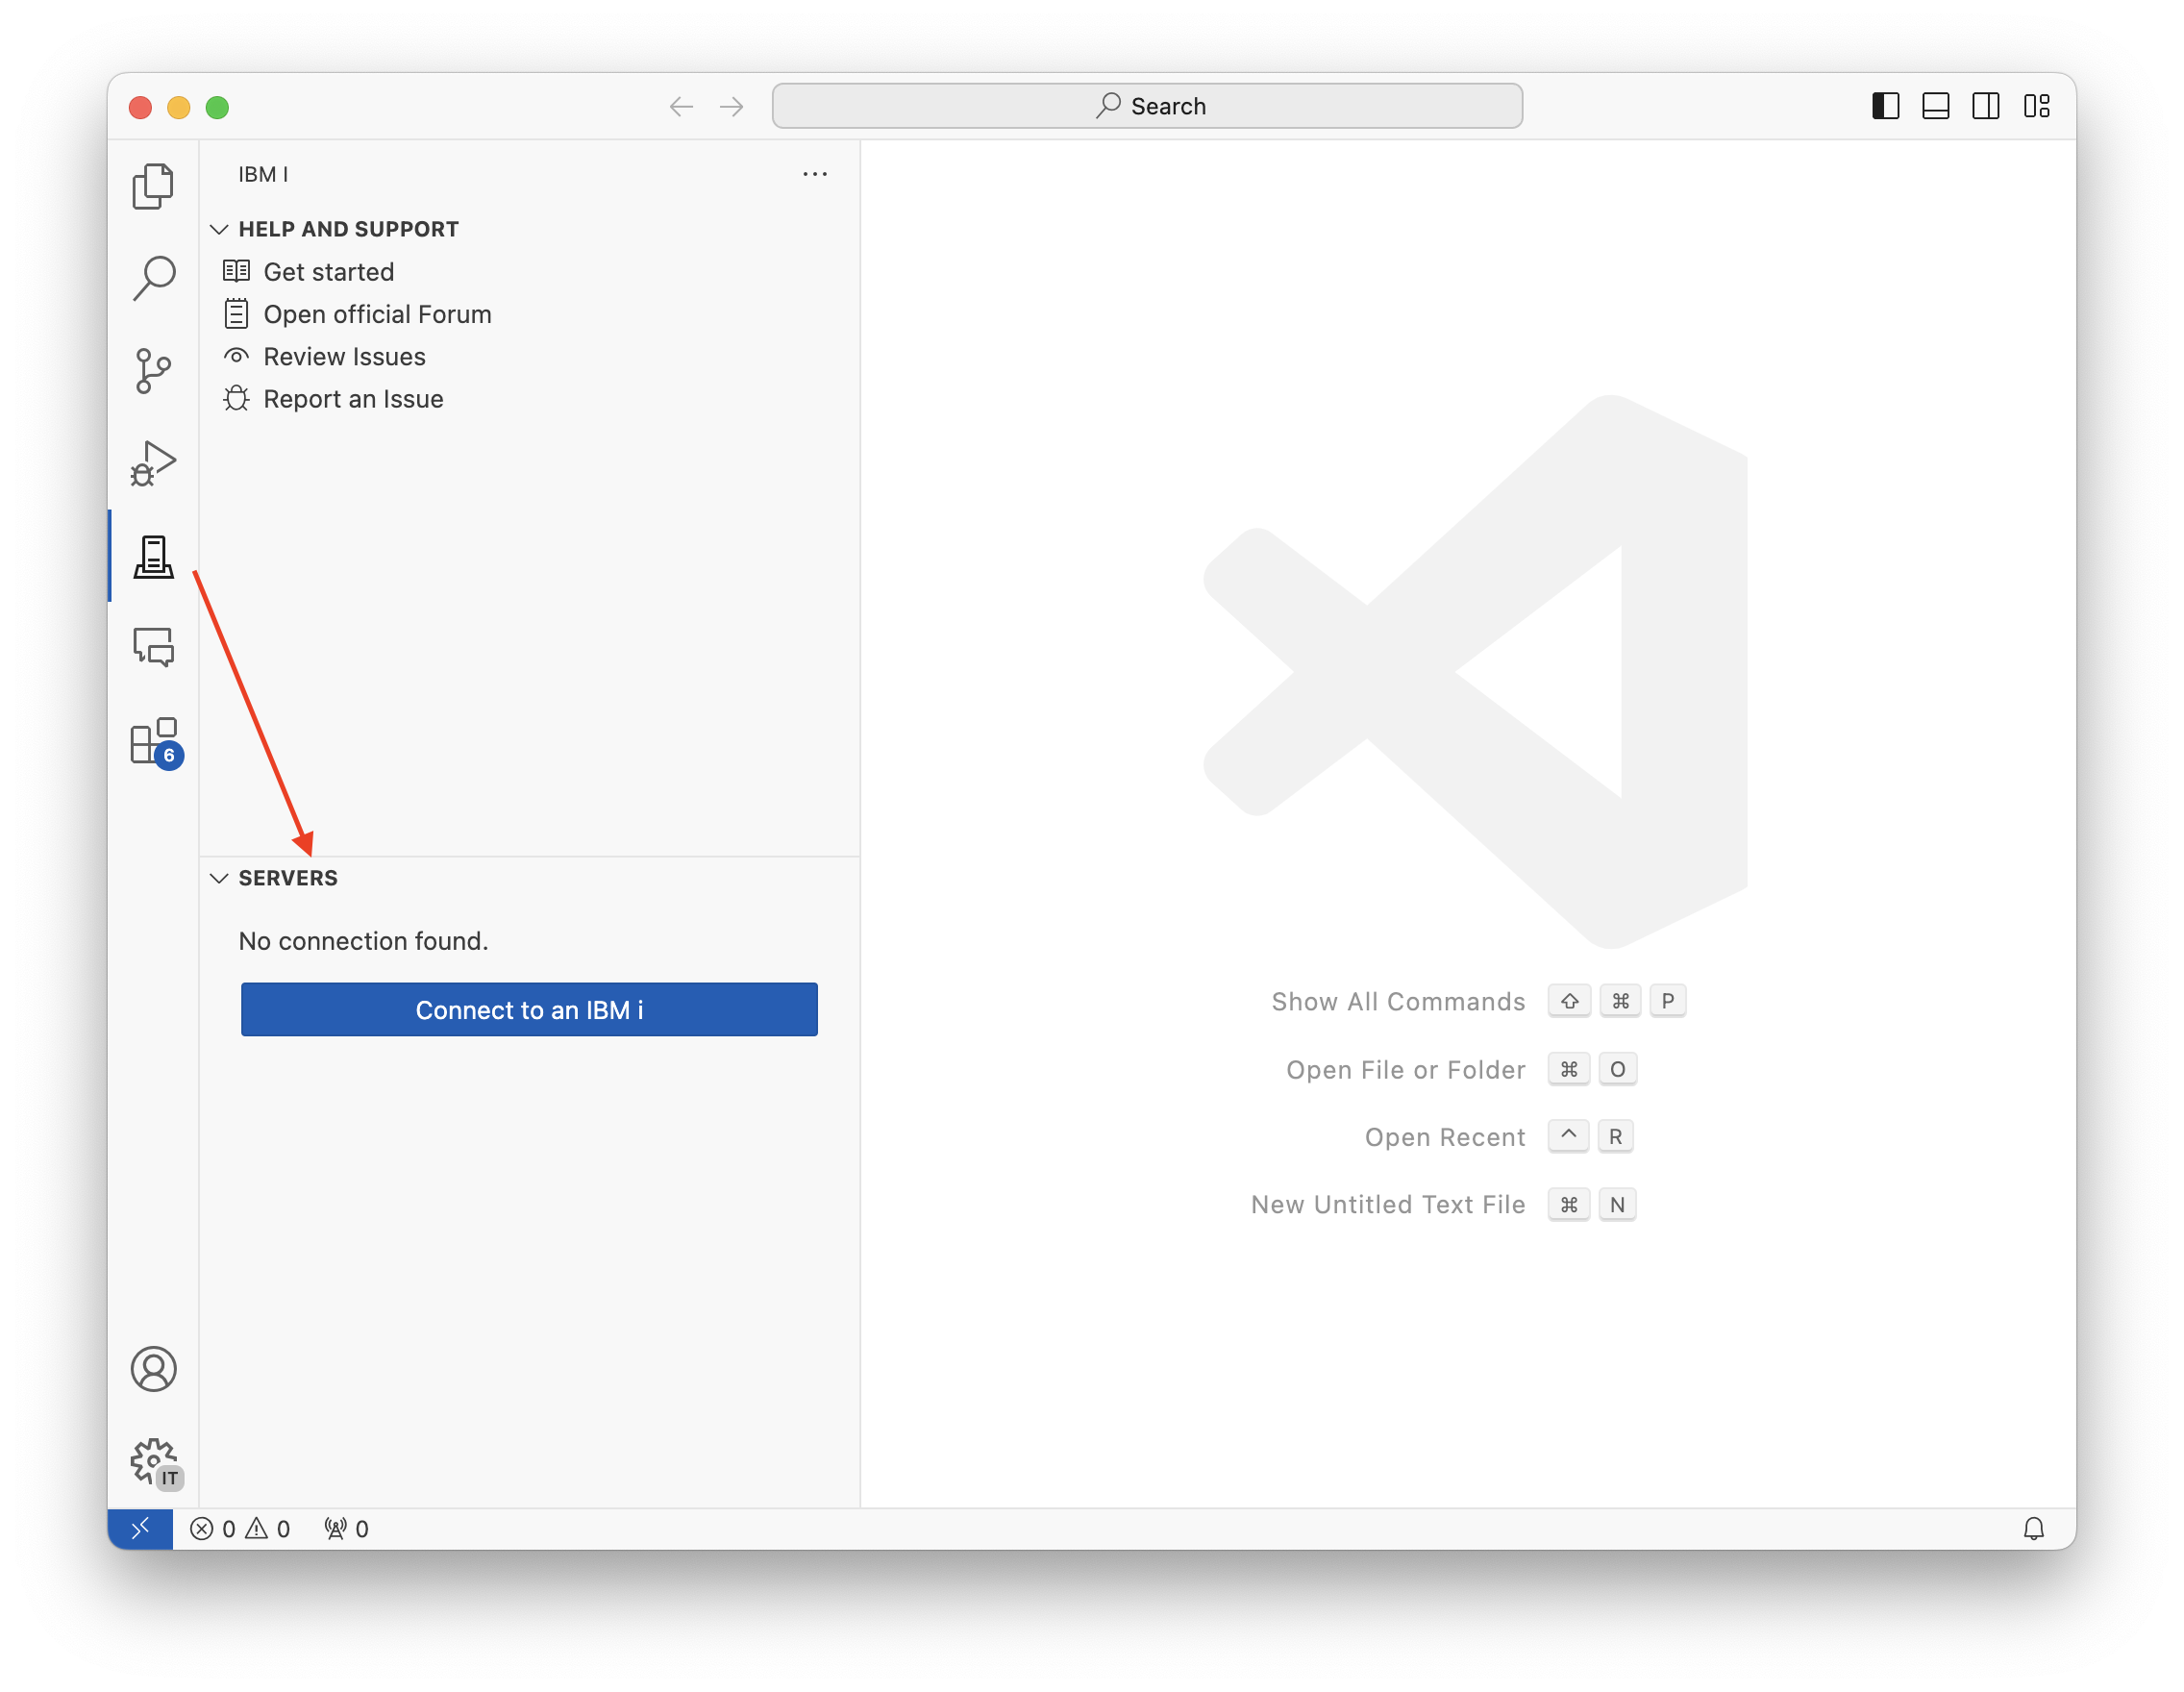 Search
IBM I
HELP AND SUPPORT
Get started
Open official Forum
Review Issues
Report an Issue
6
SERVERS
No connection found.
Connect to an IBM i
Show All Commands ⇧ ⌘ P
Open File or Folder ⌘ O
Open Recent ^ R
New Untitled Text File ⌘ N
IT
0 0 0